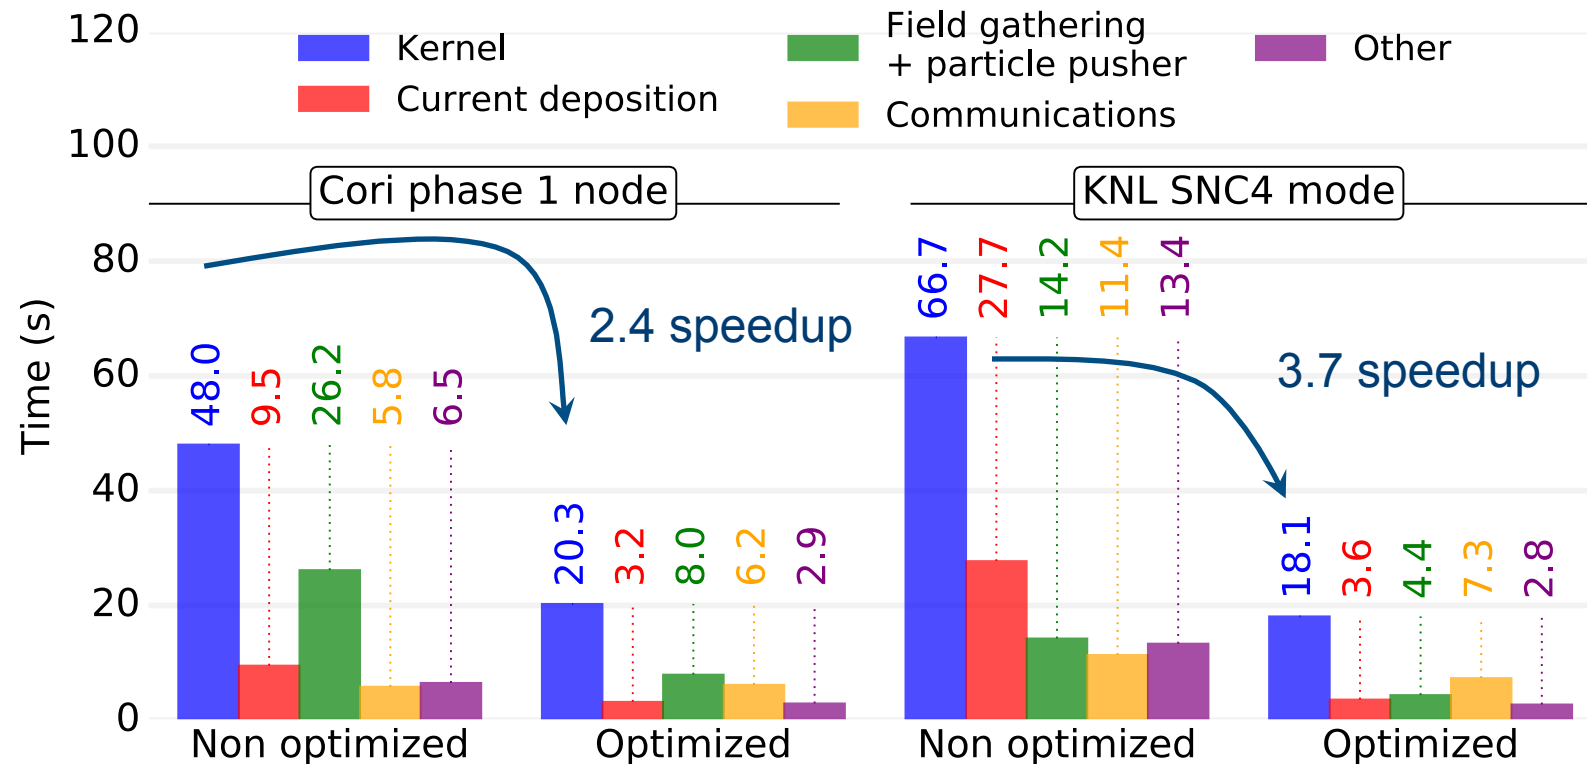 120
100
80
60
40
20
0
Time (s)
Kernel
Current deposition
Field gathering
+ particle pusher
Communications
Other
Cori phase 1 node
KNL SNC4 mode
2.4 speedup
3.7 speedup
48.0
9.5
26.2
5.8
6.5
20.3
3.2
8.0
6.2
2.9
66.7
27.7
14.2
11.4
13.4
18.1
3.6
4.4
7.3
2.8
Non optimized
Optimized
Non optimized
Optimized